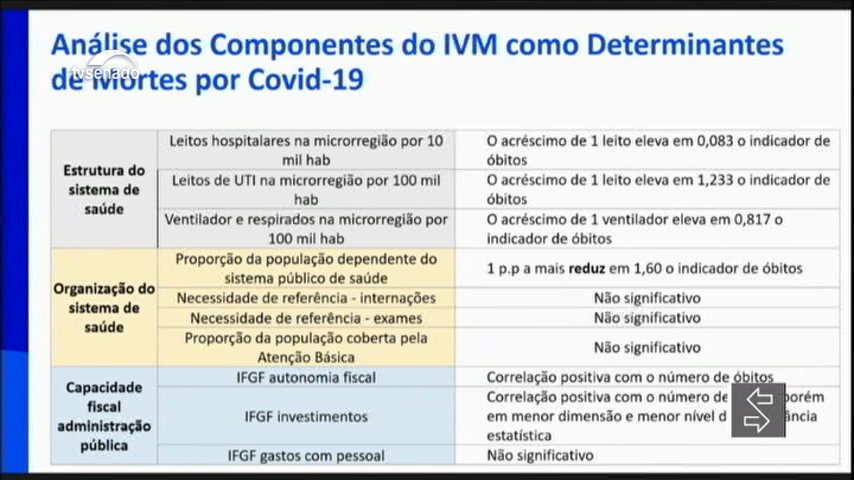 Análise dos Componentes do IVM como Determinantes
de Mortes por Covid-19
tvsenado
Estrutura do
sistema de
saúde
Leitos hospitalares na microrregião por 10
mil hab
O acréscimo de 1 leito eleva em 0,083 o indicador de
óbitos
Leitos de UTI na microrregião por 100 mil
hab
O acréscimo de 1 leito eleva em 1,233 o indicador de
óbitos
Ventilador e respirados na microrregião por
100 mil hab
O acréscimo de 1 ventilador eleva em 0,817 o
indicador de óbitos
Organização do
sistema de
saúde
Proporção da população dependente do
sistema público de saúde
1 p.p a mais reduz em 1,60 o indicador de óbitos
Necessidade de referência - internações
Não significativo
Necessidade de referência - exames
Não significativo
Proporção da população coberta pela
Atenção Básica
Não significativo
Capacidade
fiscal
administração
pública
IFGF autonomia fiscal
Correlação positiva com o número de óbitos
IFGF investimentos
Correlação positiva com o número de
em menor dimensão e menor nível
estatística
IFGF gastos com pessoal
Não significativo